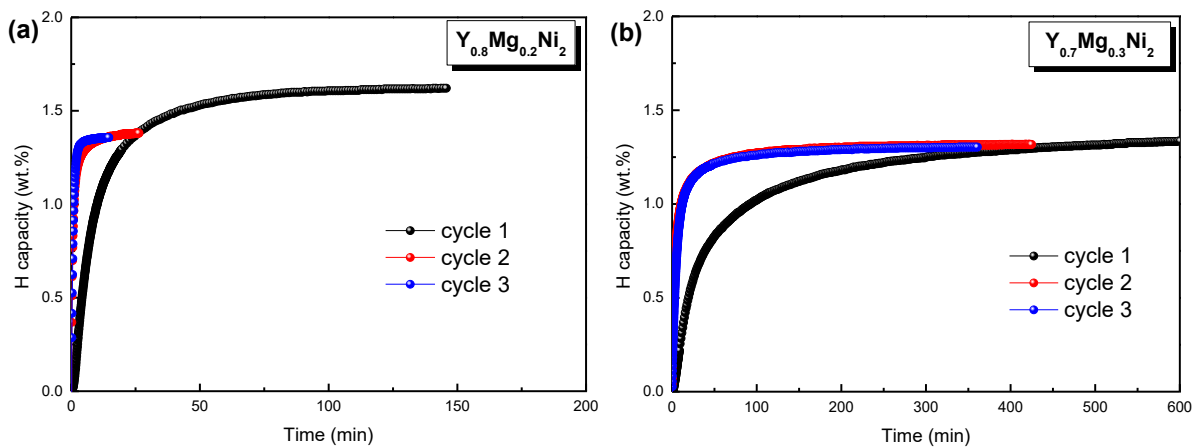 (a)
Y0.8Mg0.2Ni2
2.0
1.5
1.0
0.5
0.0
H capacity (wt.%)
cycle 1
cycle 2
cycle 3
0 50 100 150 200
Time (min)
(b)
Y0.7Mg0.3Ni2
2.0
1.5
1.0
0.5
0.0
H capacity (wt.%)
cycle 1
cycle 2
cycle 3
0 100 200 300 400 500 600
Time (min)